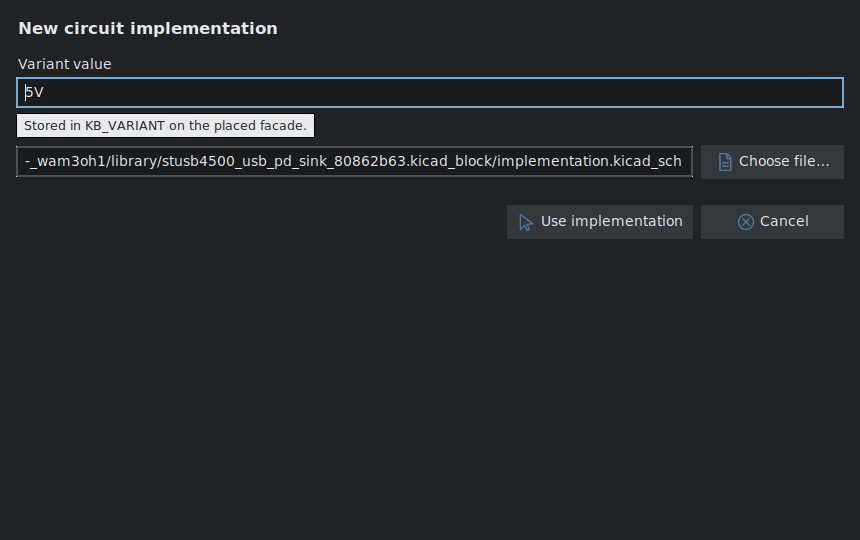 New circuit implementation
Variant value
5V
Stored in KB_VARIANT on the placed facade.
-_wam3oh1/library/stusb4500_usb_pd_sink_80862b63.kicad_block/implementation.kicad_sch
Choose file...
Use implementation
Cancel